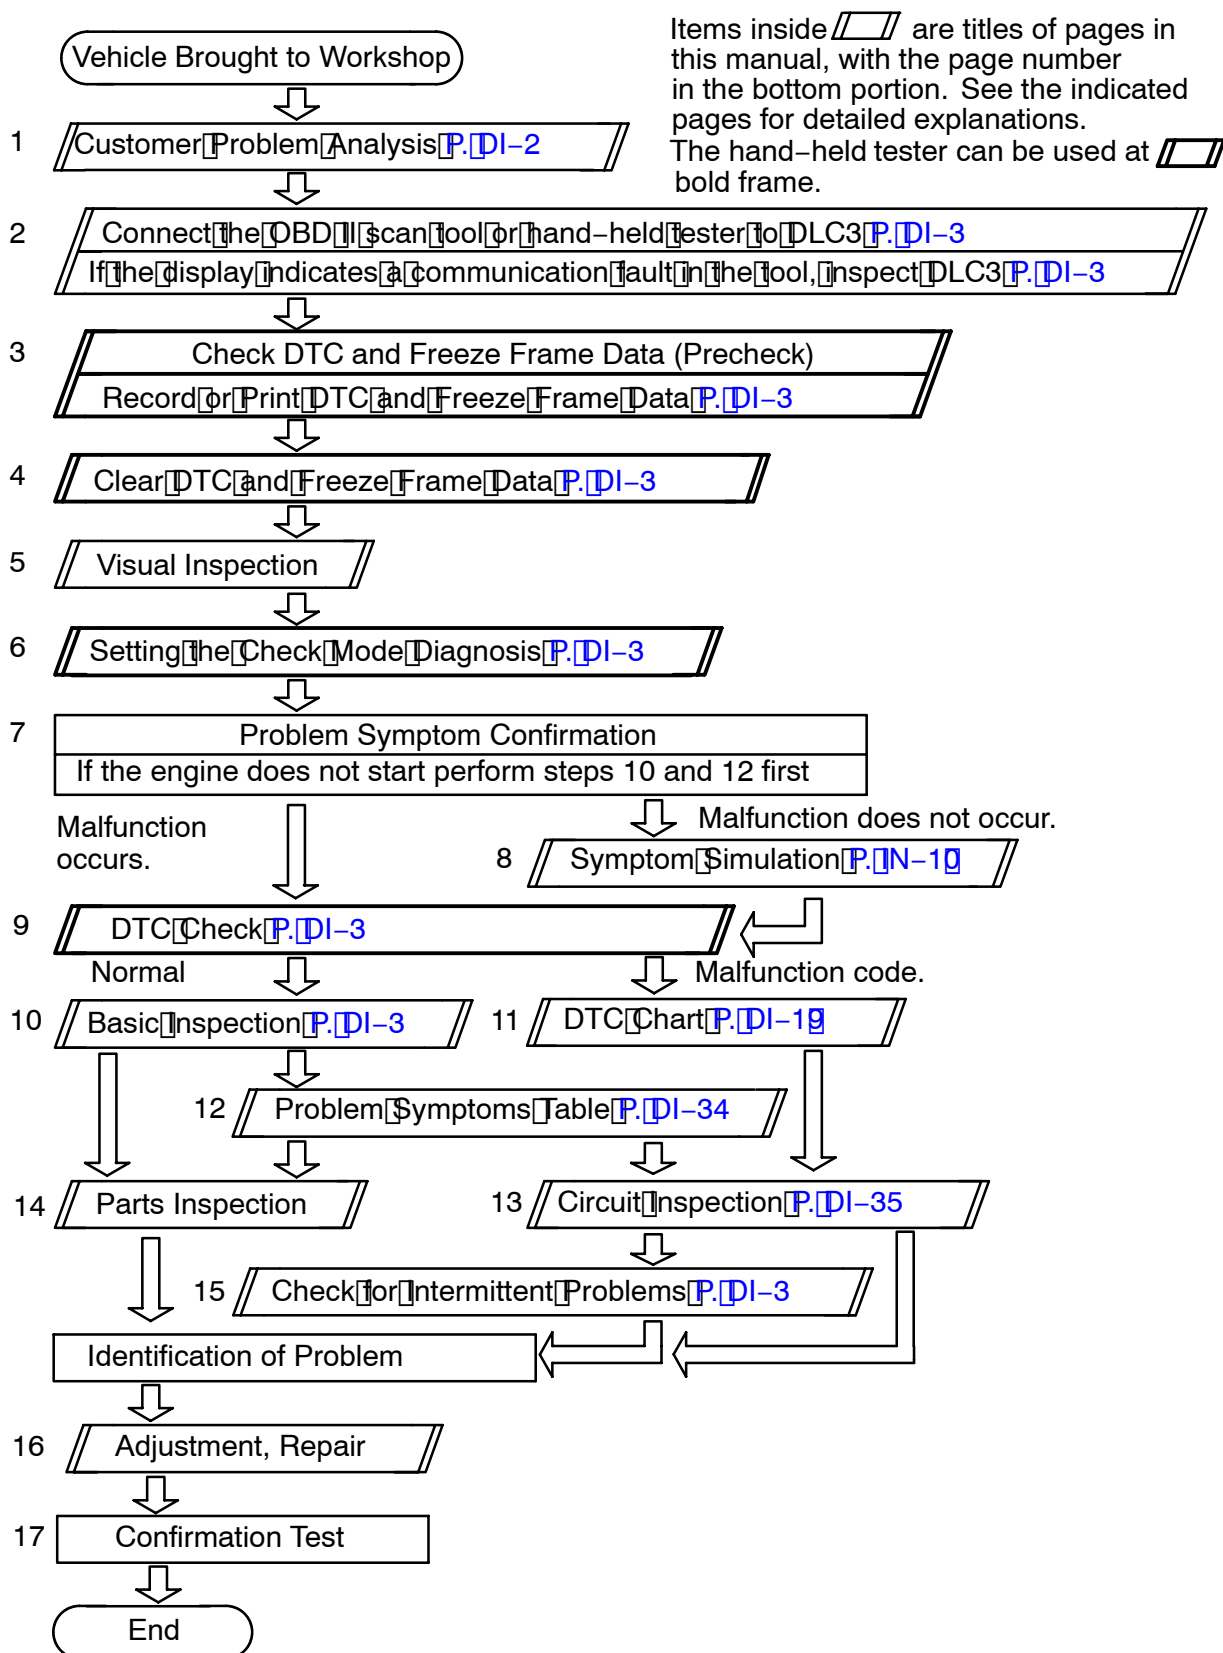 Vehicle Brought to Workshop
Items inside are titles of pages in
this manual, with the page number
in the bottom portion. See the indicated
pages for detailed explanations.
The hand-held tester can be used at
bold frame.
1 Customer Problem Analysis P. DI-2
2 Connect the OBD II scan tool or hand-held tester to DLC3 P. DI-3
If the display indicates a communication fault in the tool, inspect DLC3 P. DI-3
3 Check DTC and Freeze Frame Data (Precheck)
Record or Print DTC and Freeze Frame Data P. DI-3
4 Clear DTC and Freeze Frame Data P. DI-3
5 Visual Inspection
6 Setting the Check Mode Diagnosis P. DI-3
7 Problem Symptom Confirmation
If the engine does not start perform steps 10 and 12 first
Malfunction
occurs.
Malfunction does not occur.
8 Symptom Simulation P. IN-10
9 DTC Check P. DI-3
Normal
Malfunction code.
10 Basic Inspection P. DI-3
11 DTC Chart P. DI-19
12 Problem Symptoms Table P. DI-34
14 Parts Inspection
13 Circuit Inspection P. DI-35
15 Check for Intermittent Problems P. DI-3
Identification of Problem
16 Adjustment, Repair
17 Confirmation Test
End